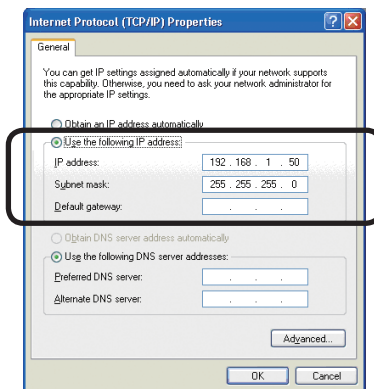 Internet Protocol (TCP/IP) Properties
General
You can get IP settings assigned automatically if your network supports
this capability. Otherwise, you need to ask your network administrator for
the appropriate IP settings.
Obtain an IP address automatically
Use the following IP address:
IP address: 192 . 168 . 1 . 50
Subnet mask: 255 . 255 . 255 . 0
Default gateway: . . .
Obtain DNS server address automatically
Use the following DNS server addresses:
Preferred DNS server: . . .
Alternate DNS server: . . .
Advanced...
OK Cancel